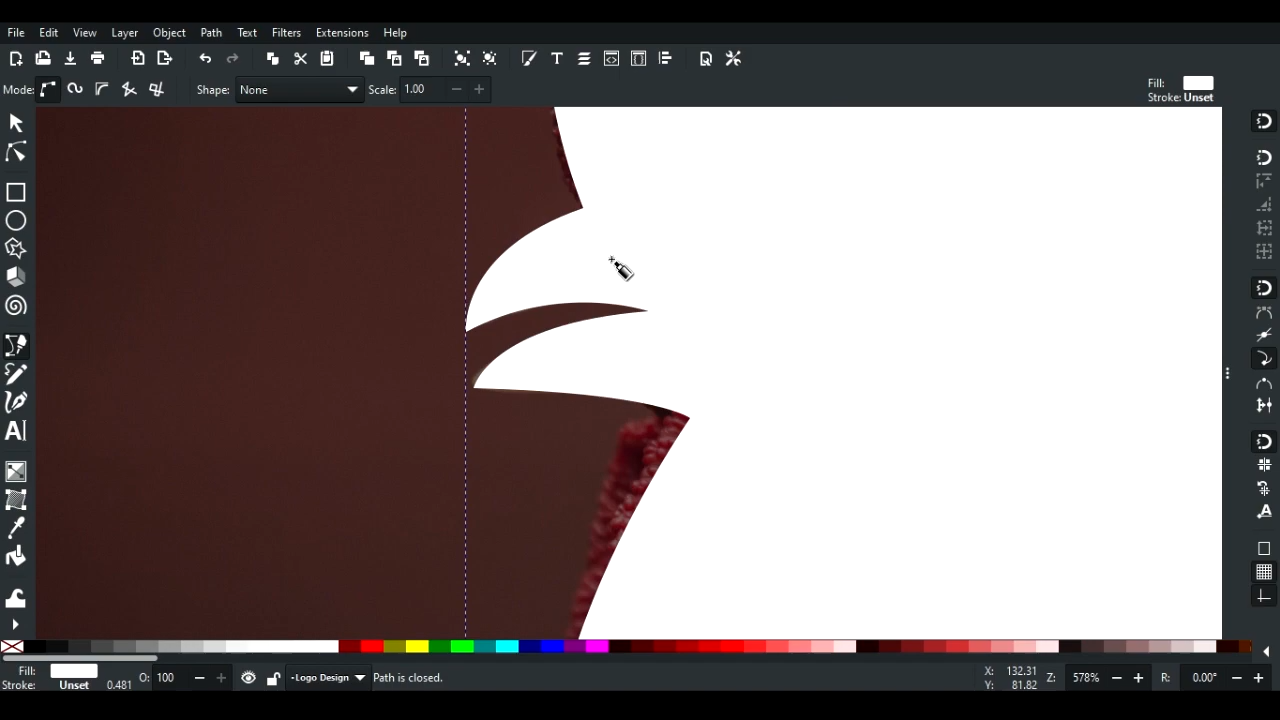 File Edit View Layer Object Path Text Filters Extensions Help
Mode: Shape: None Scale: 1.00 Fill:
Stroke: Unset
Fill: O: 100 •Logo Design Path is closed. X: 132.31 Z: 578% R: 0.00°
Stroke: Unset 0.481 Y: 81.82